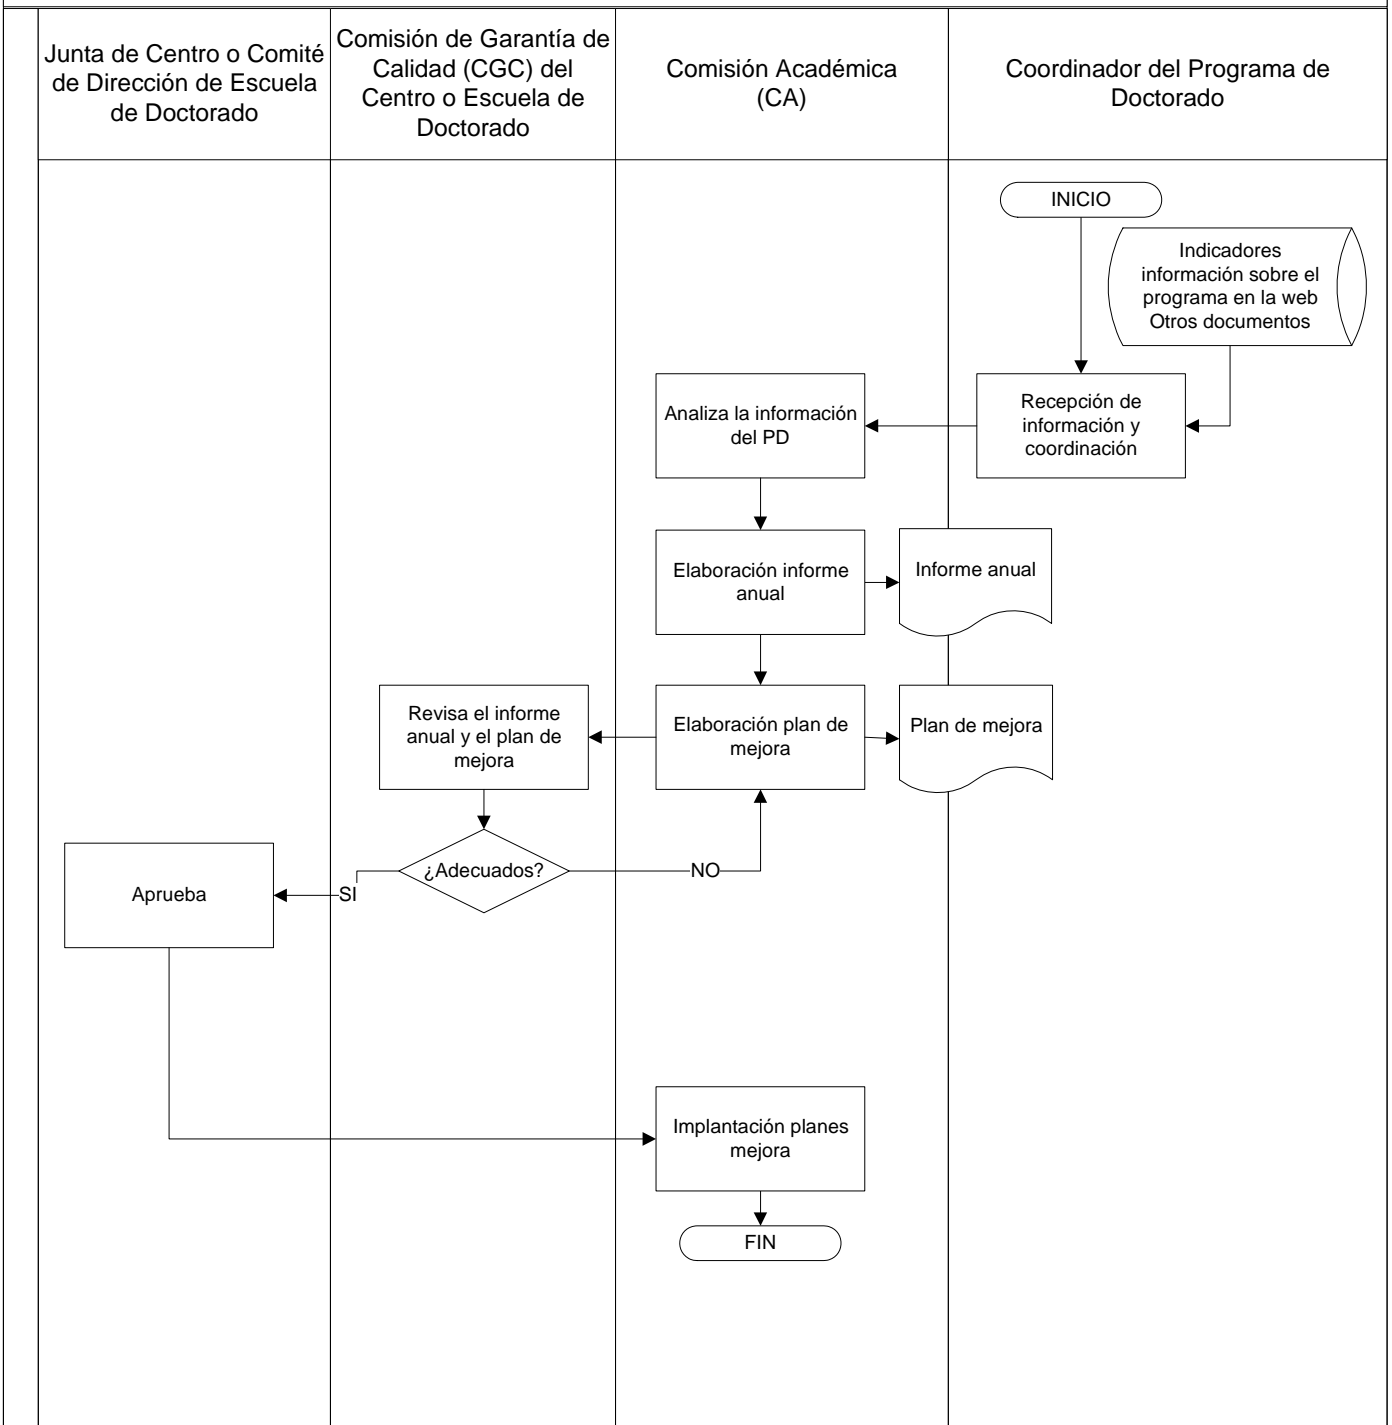 Junta de Centro o Comité
de Dirección de Escuela
de Doctorado
Comisión de Garantía de
Calidad (CGC) del
Centro o Escuela de
Doctorado
Comisión Académica
(CA)
Coordinador del Programa de
Doctorado
INICIO
Indicadores
información sobre el
programa en la web
Otros documentos
Recepción de
información y
coordinación
Analiza la información
del PD
Elaboración informe
anual
Informe anual
Elaboración plan de
mejora
Plan de mejora
Revisa el informe
anual y el plan de
mejora
¿Adecuados?
NO
SI
Aprueba
Implantación planes
mejora
FIN